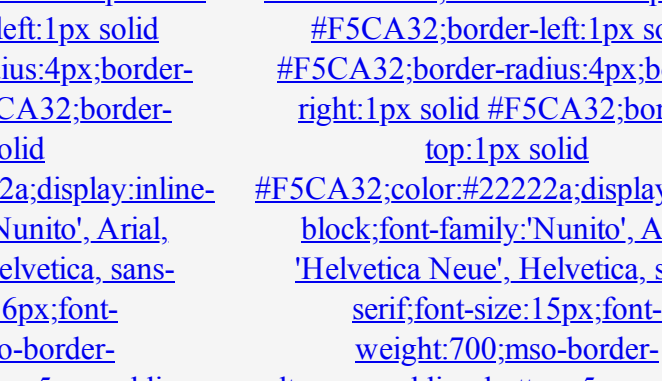 left:1px solid
ius:4px;border-
CA32;border-
olid
2a;display:inline-
Nunito', Arial,
elvetica, sans-
6px;font-
o-border-
#F5CA32;border-left:1px so
#F5CA32;border-radius:4px;b
right:1px solid #F5CA32;bor
top:1px solid
#F5CA32;color:#22222a;display
block;font-family:'Nunito', A
'Helvetica Neue', Helvetica, s
serif;font-size:15px;font-
weight:700;mso-border-